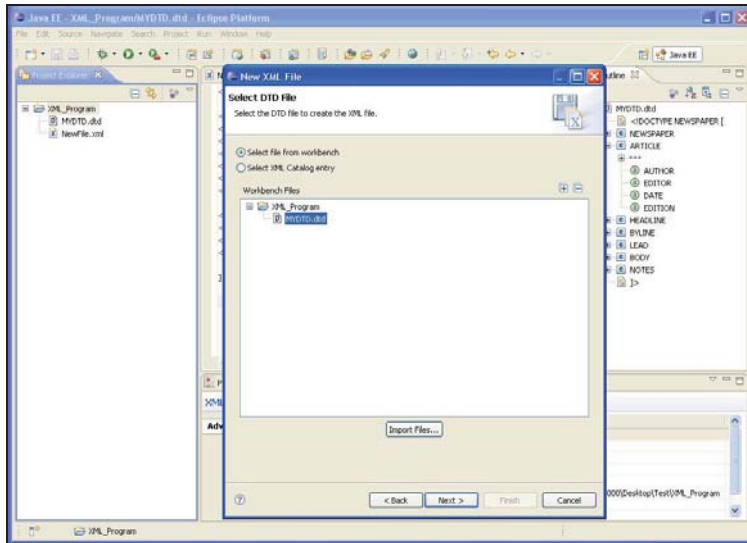 Java EE - XML_Program/MYDTD.dtd - Eclipse Platform
File Edit Source Navigate Search Project Run Window Help
Java EE
Project Explorer
XML_Program
MYDTD.dtd
NewFile.xml
New XML File
Select DTD File
Select the DTD file to create the XML file.
Select file from workbench
Select XML Catalog entry
Workbench Files
XML_Program
MYDTD.dtd
Import Files...
< Back
Next >
Finish
Cancel
utline
MYDTD.dtd
<!DOCTYPE NEWSPAPER [
NEWSPAPER
ARTICLE
***
AUTHOR
EDITOR
DATE
EDITION
HEADLINE
BYLINE
LEAD
BODY
NOTES
]>
XML
Adv
000\Desktop\Test\XML_Program
XML_Program